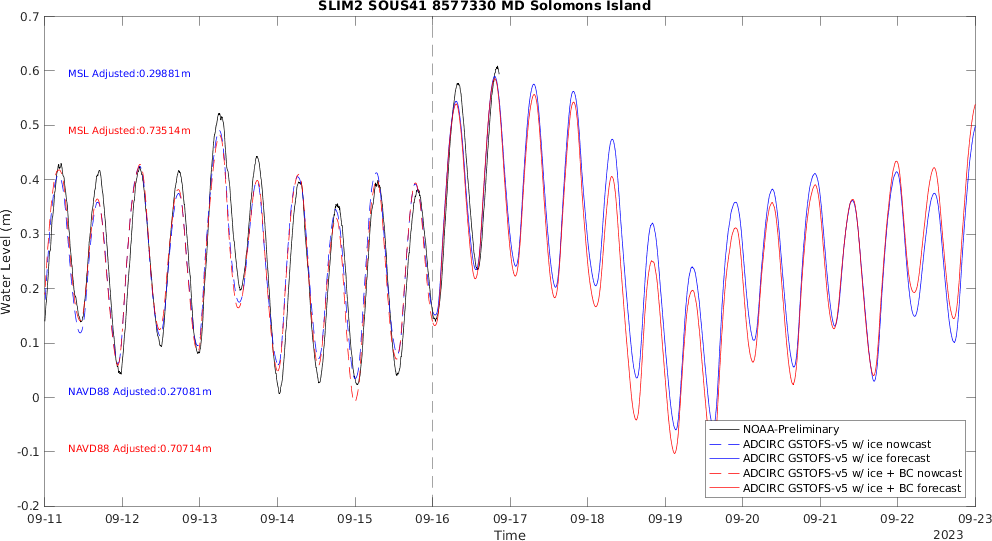 SLIM2 SOUS41 8577330 MD Solomons Island
0.7
0.6
0.5
0.4
0.3
0.2
0.1
0
-0.1
-0.2
Water Level (m)
MSL Adjusted:0.29881m
MSL Adjusted:0.73514m
NAVD88 Adjusted:0.27081m
NAVD88 Adjusted:0.70714m
NOAA-Preliminary
ADCIRC GSTOFS-v5 w/ ice nowcast
ADCIRC GSTOFS-v5 w/ ice forecast
ADCIRC GSTOFS-v5 w/ ice + BC nowcast
ADCIRC GSTOFS-v5 w/ ice + BC forecast
09-11 09-12 09-13 09-14 09-15 09-16 09-17 09-18 09-19 09-20 09-21 09-22 09-23
Time
2023